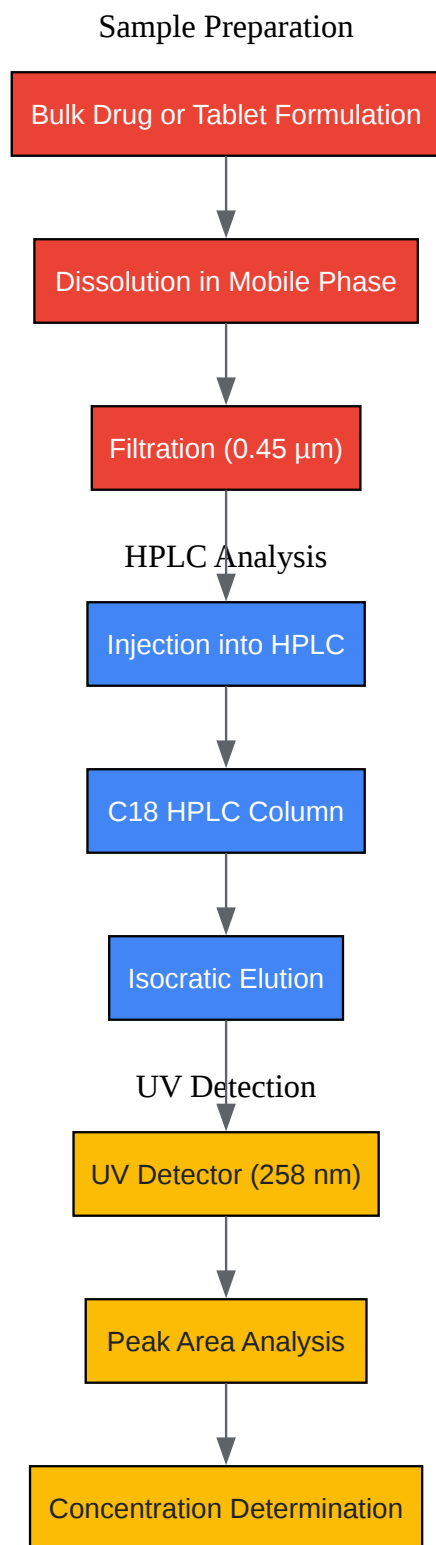 Sample Preparation
Bulk Drug or Tablet Formulation
Dissolution in Mobile Phase
Filtration (0.45 µm)
HPLC Analysis
Injection into HPLC
C18 HPLC Column
Isocratic Elution
UV Detection
UV Detector (258 nm)
Peak Area Analysis
Concentration Determination